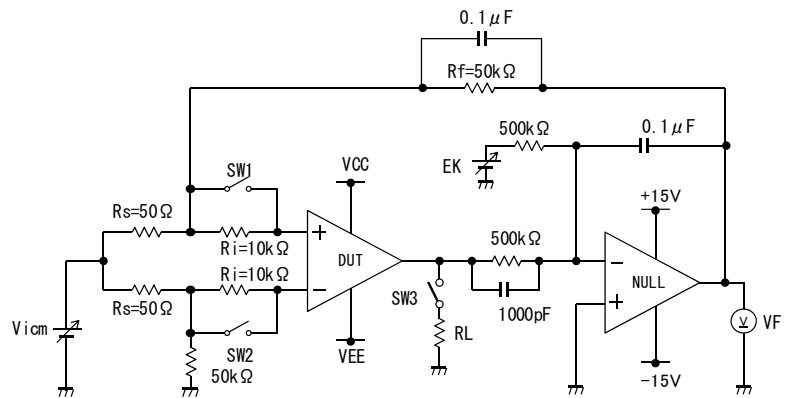 0.1μF
Rf=50kΩ
500kΩ
0.1μF
EK
SW1
VCC
+15V
Rs=50Ω
Ri=10kΩ
500kΩ
+
DUT
−
NULL
Ri=10kΩ
−
+
Rs=50Ω
SW3
1000pF
Vicm
SW2
RL
V
VF
50kΩ
VEE
−15V